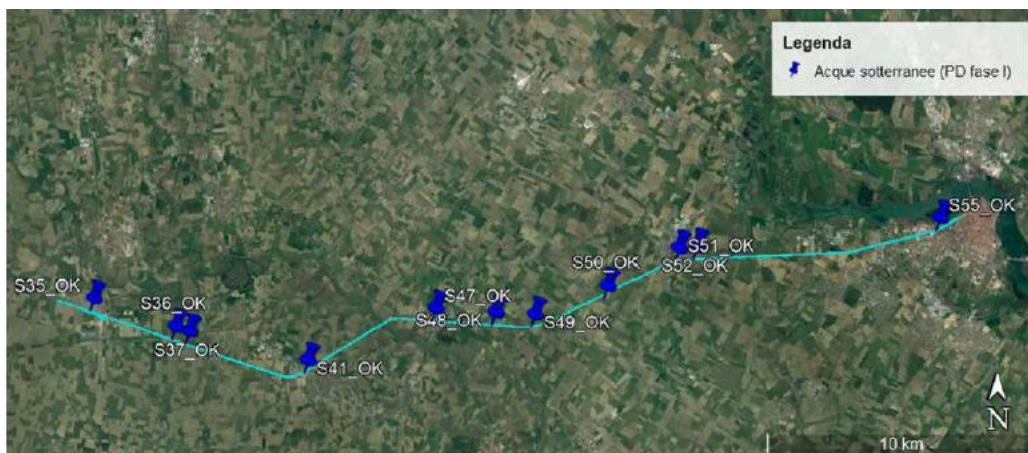 Legenda
Acque sotterranee (PD fase I)
S55_OK
S51_OK
S52_OK
S50_OK
S35_OK
S47_OK
S36_OK
S48_OK
S49_OK
S37_OK
S41_OK
N
10 km